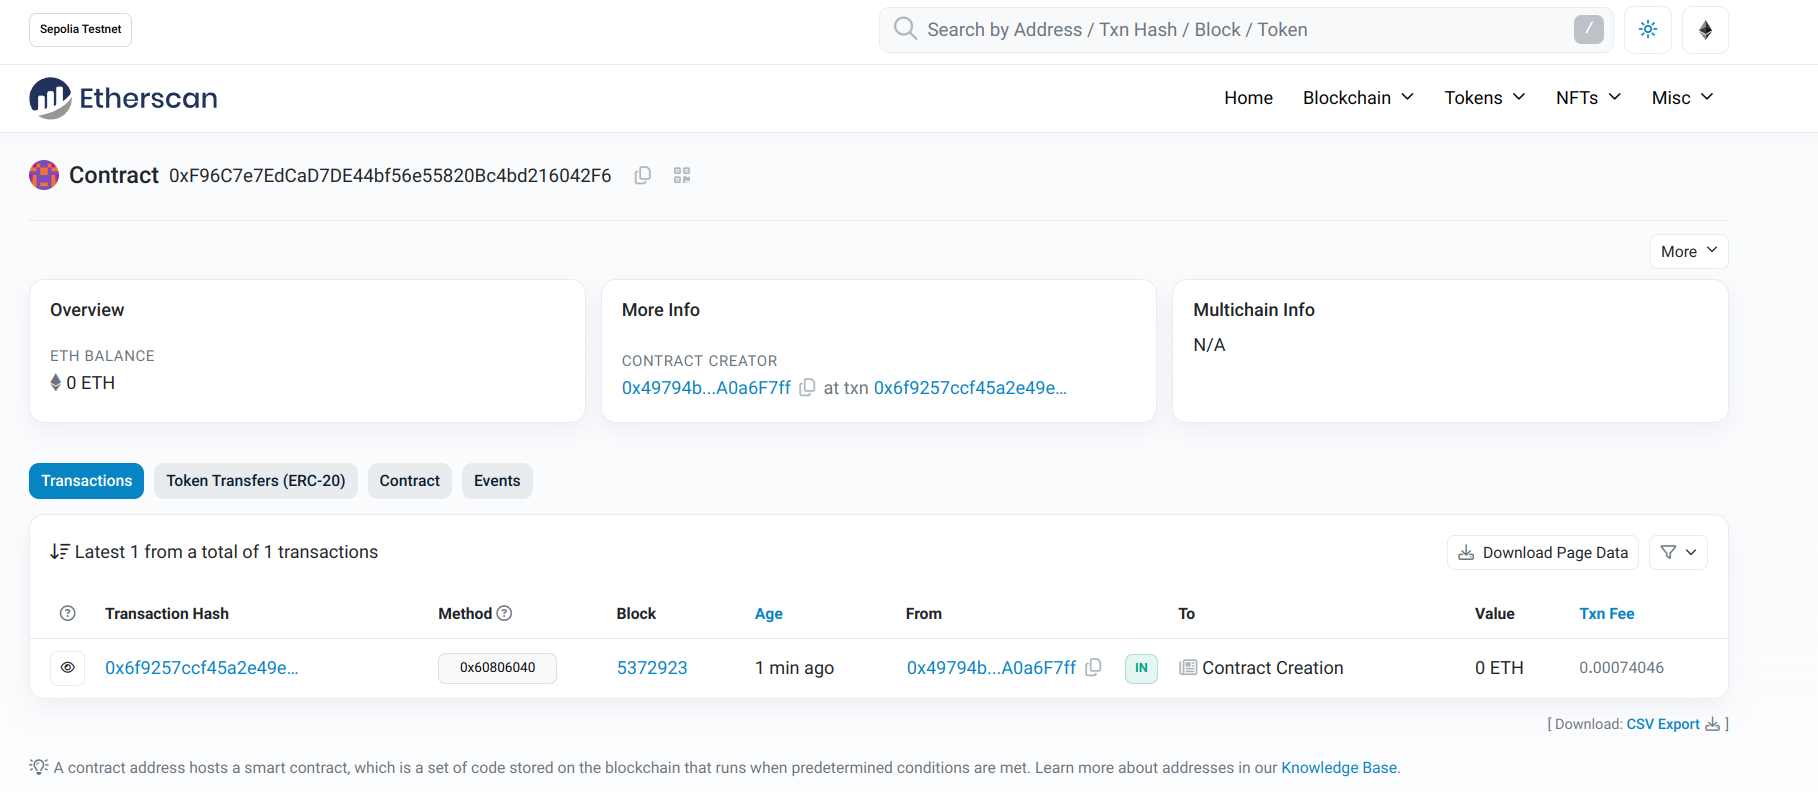 Sepolia Testnet
Search by Address / Txn Hash / Block / Token /
Etherscan Home Blockchain Tokens NFTs Misc
Contract 0xF96C7e7EdCaD7DE44bf56e55820Bc4bd216042F6
More
Overview
ETH BALANCE
0 ETH
More Info
CONTRACT CREATOR
0x49794b...A0a6F7ff at txn 0x6f9257ccf45a2e49e...
Multichain Info
N/A
Transactions Token Transfers (ERC-20) Contract Events
Latest 1 from a total of 1 transactions Download Page Data
? Transaction Hash Method ? Block Age From To Value Txn Fee
0x6f9257ccf45a2e49e... 0x60806040 5372923 1 min ago 0x49794b...A0a6F7ff IN Contract Creation 0 ETH 0.00074046
[ Download: CSV Export ]
A contract address hosts a smart contract, which is a set of code stored on the blockchain that runs when predetermined conditions are met. Learn more about addresses in our Knowledge Base.